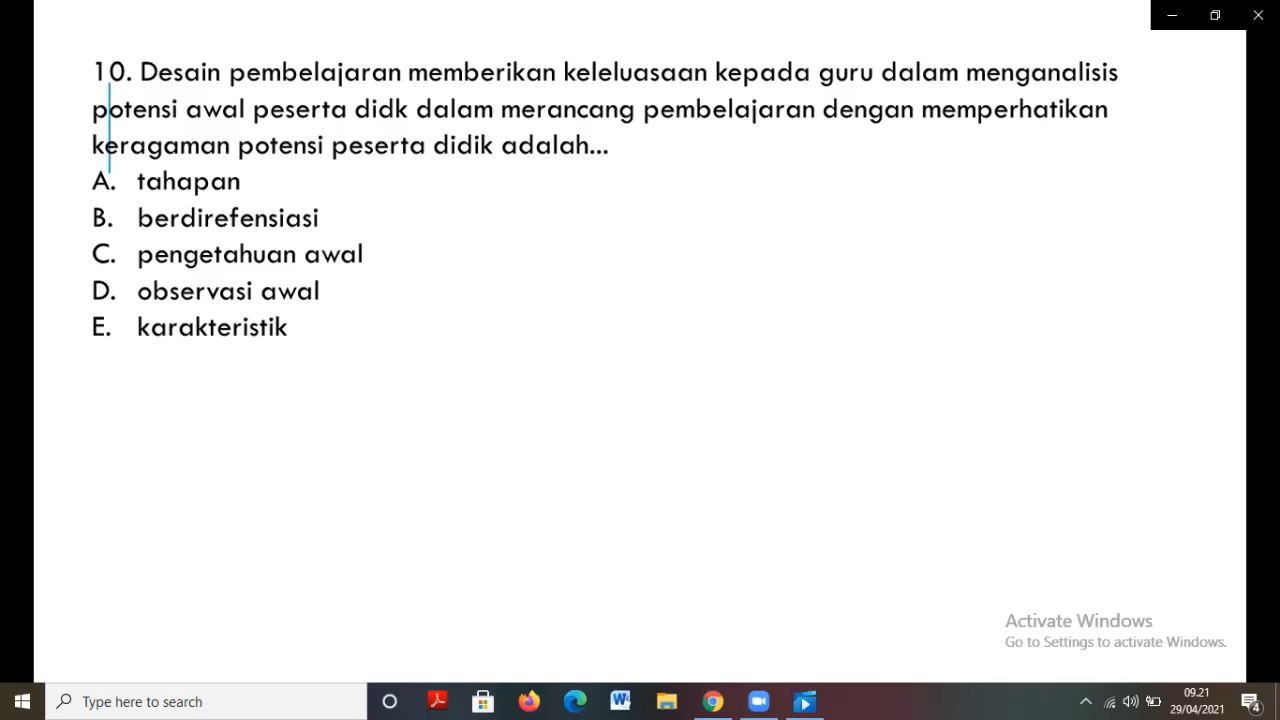 10. Desain pembelajaran memberikan keleluasaan kepada guru dalam menganalisis
potensi awal peserta didk dalam merancang pembelajaran dengan memperhatikan
keragaman potensi peserta didik adalah...
A. tahapan
B. berdirefensiasi
C. pengetahuan awal
D. observasi awal
E. karakteristik
Activate Windows
Go to Settings to activate Windows.
Type here to search
09.21
29/04/2021
4